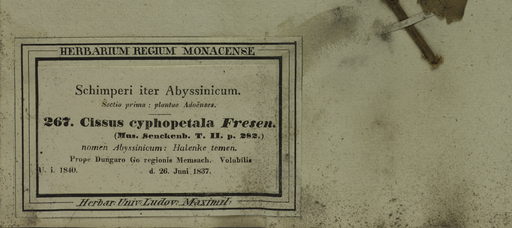 HERBARIUM REGIUM MONACENSE
Schimperi iter Abyssinicum.
Sectio prima: plantae Adoënses.
267. Cissus cyphopetala Fresen.
(Mus. Senckenb. T. II. p. 282.)
nomen Abyssinicum: Halenke temen.
Prope Dungaro Go regionis Memsach. Volubilis
U. i. 1840. d. 26. Juni 1837.
Herbar. Univ. Ludov. Maximil.